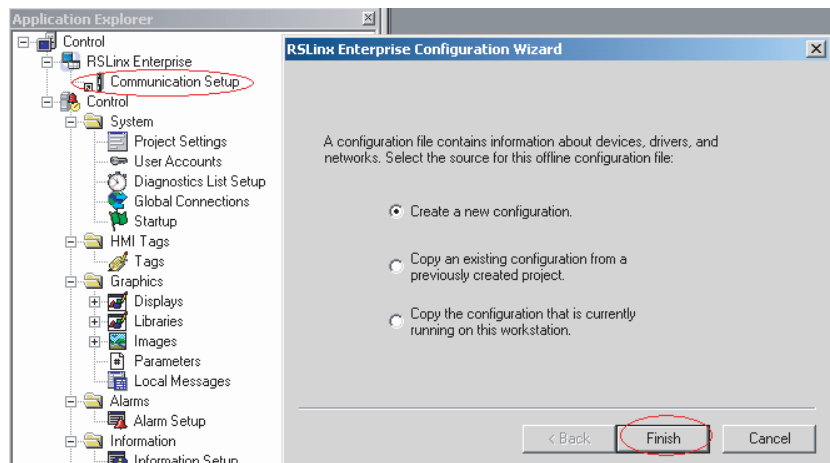 Application Explorer
Control
RSLinx Enterprise
Communication Setup
Control
System
Project Settings
User Accounts
Diagnostics List Setup
Global Connections
Startup
HMI Tags
Tags
Graphics
Displays
Libraries
Images
Parameters
Local Messages
Alarms
Alarm Setup
Information
Information Setup
RSLinx Enterprise Configuration Wizard
A configuration file contains information about devices, drivers, and
networks. Select the source for this offline configuration file:
Create a new configuration.
Copy an existing configuration from a
previously created project.
Copy the configuration that is currently
running on this workstation.
< Back
Finish
Cancel